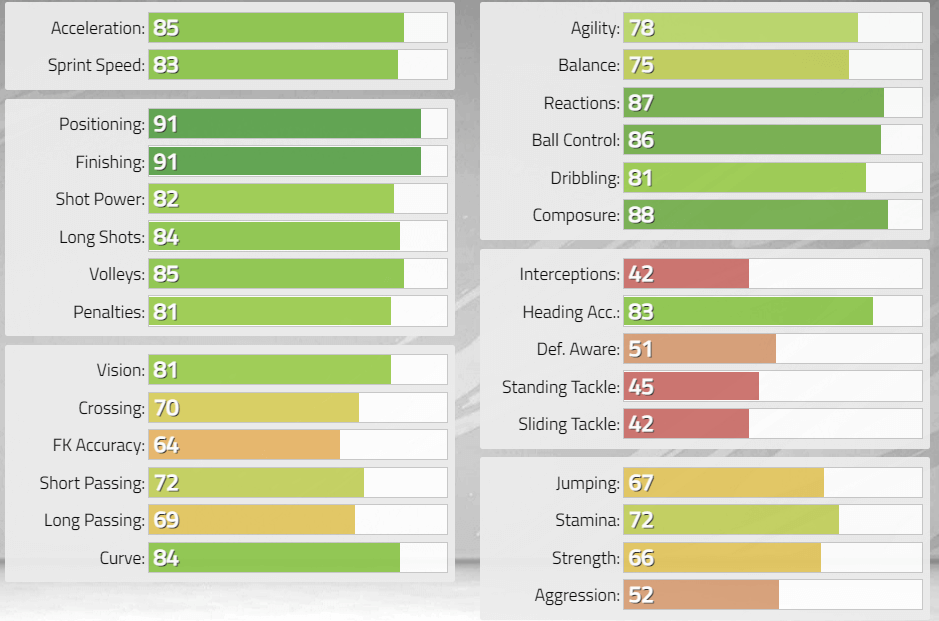 Acceleration: 85
Sprint Speed: 83
Positioning: 91
Finishing: 91
Shot Power: 82
Long Shots: 84
Volleys: 85
Penalties: 81
Vision: 81
Crossing: 70
FK Accuracy: 64
Short Passing: 72
Long Passing: 69
Curve: 84
Agility: 78
Balance: 75
Reactions: 87
Ball Control: 86
Dribbling: 81
Composure: 88
Interceptions: 42
Heading Acc.: 83
Def. Aware: 51
Standing Tackle: 45
Sliding Tackle: 42
Jumping: 67
Stamina: 72
Strength: 66
Aggression: 52